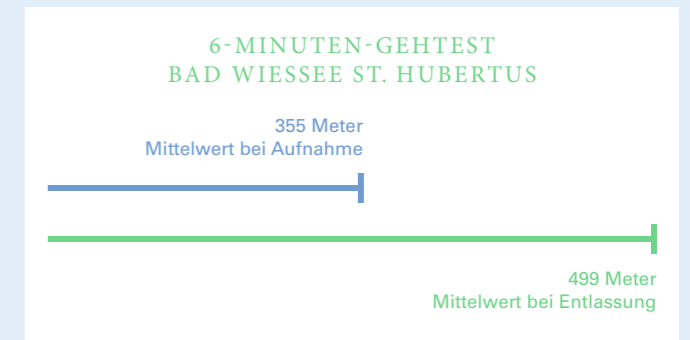 6-MINUTEN-GEHTEST
BAD WIESSEE ST. HUBERTUS
355 Meter
Mittelwert bei Aufnahme
499 Meter
Mittelwert bei Entlassung